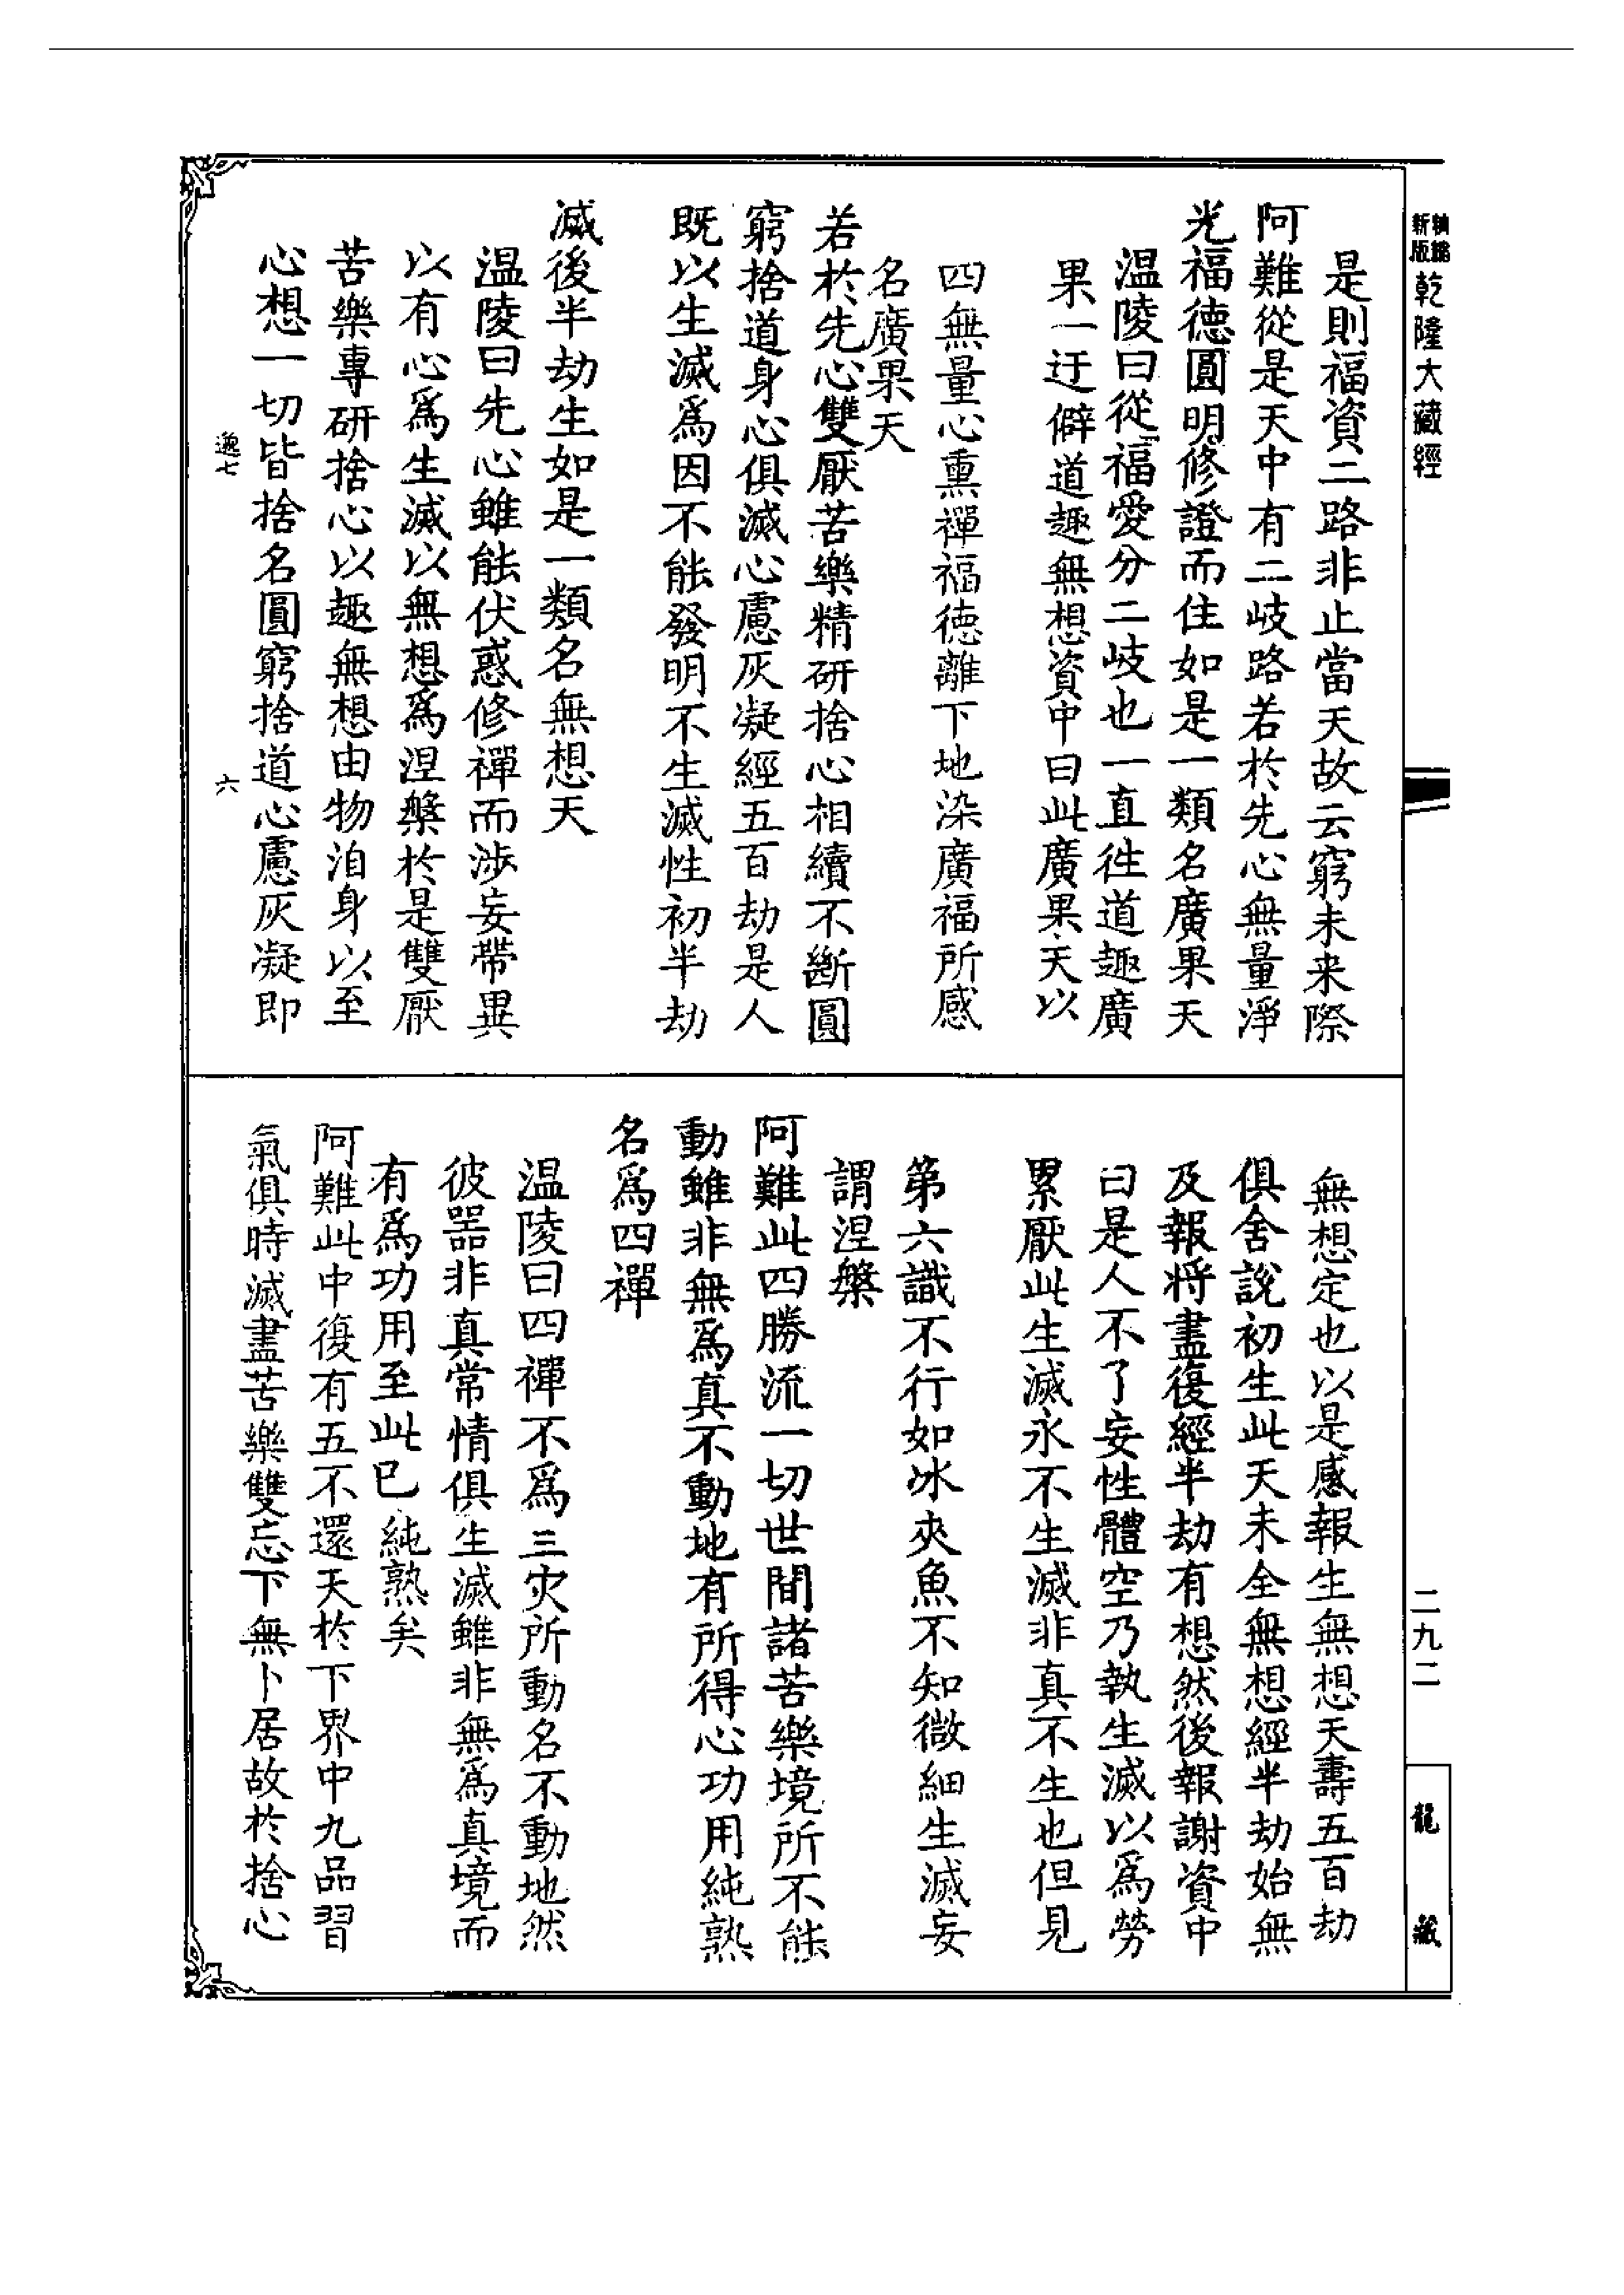 新版
乾隆大藏經
是則福資二路非止當天故云窮未来際
阿難從是天中有二岐路若於先心無量淨
光福德圓明修證而住如是一類名廣果天
温陵曰從福愛分二岐也一直徃道趣廣
果一迂僻道趣無想資中曰此廣果天以
四無量心熏禪福德離下地染廣福所感
名廣果天
若於先心雙厭苦樂精研捨心相續不斷圓
窮捨道身心俱滅心慮灰凝經五百劫是人
既以生滅爲因不能發明不生滅性初半劫
滅後半劫生如是一類名無想天
温陵曰先心雖能伏惑修禪而涉妄帶異
以有心爲生滅以無想爲涅槃於是雙厭
苦樂專研捨心以趣無想由物洎身以至
心想一切皆捨名圓窮捨道心慮灰凝即
逸七
六
無想定也以是感報生無想天壽五百劫
俱舍說初生此天未全無想經半劫始無
及報將盡復經半劫有想然後報謝資中
曰是人不了妄性體空乃執生滅以爲勞
累厭此生滅永不生滅非真不生也但見
第六識不行如冰夾魚不知微細生滅妄
謂涅槃
阿難此四勝流一切世間諸苦樂境所不能
動雖非無爲真不動地有所得心功用純熟
名爲四禪
温陵曰四禪不爲三灾所動名不動地然
彼器非真常情俱生滅雖非無爲真境而
有爲功用至此已純熟矣
阿難此中復有五不還天於下界中九品習
氣俱時滅盡苦樂雙忘下無卜居故於捨心
二九二
龍藏